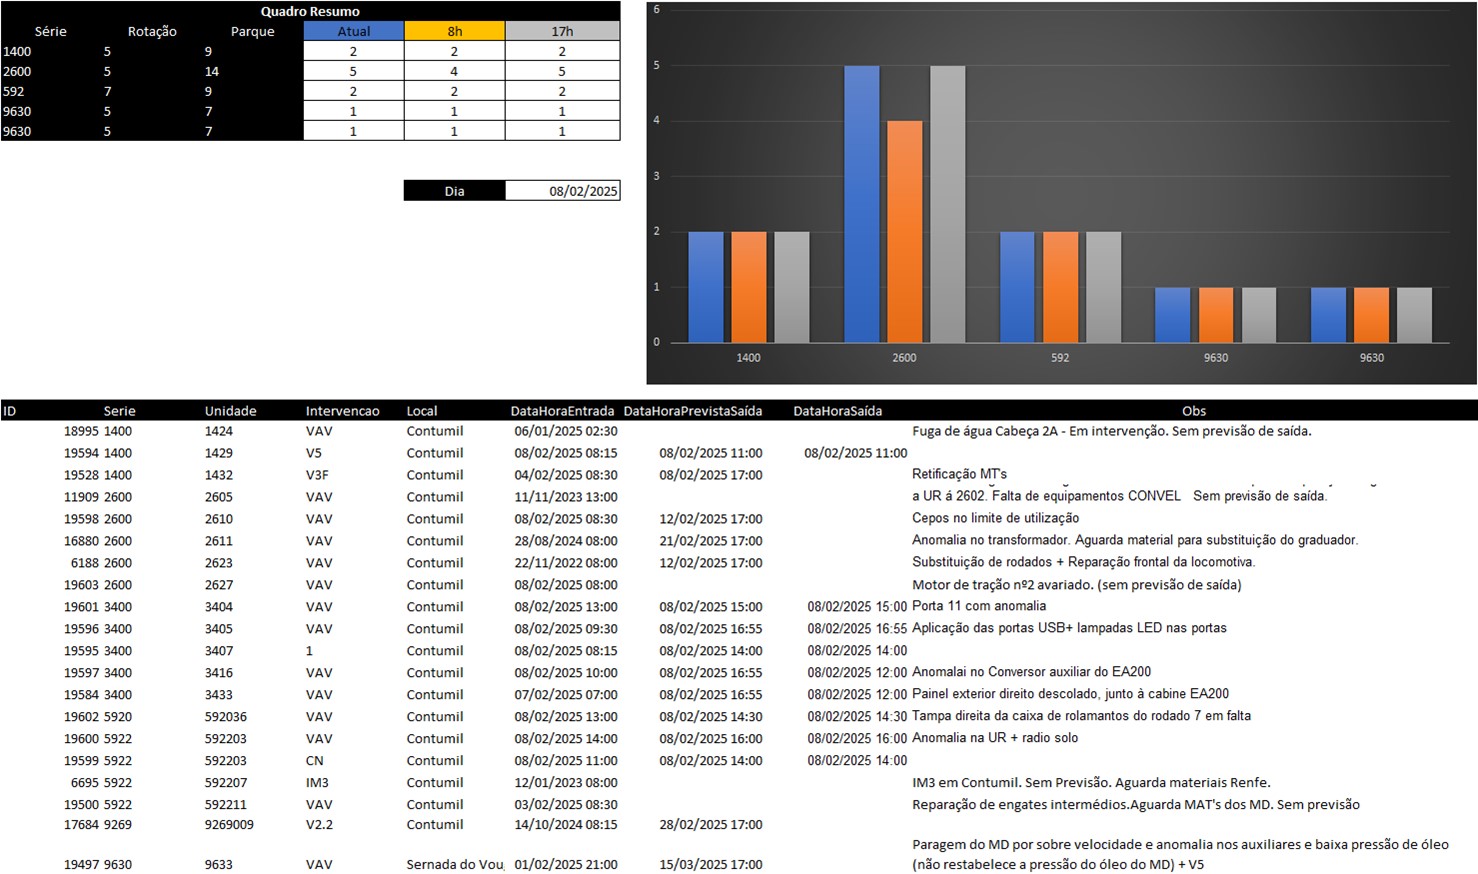 Quadro Resumo
Série Rotação Parque Atual 8h 17h
1400 5 9 2 2 2
2600 5 14 5 4 5
592 7 9 2 2 2
9630 5 7 1 1 1
9630 5 7 1 1 1
Dia 08/02/2025
6
5
4
3
2
1
0
1400 2600 592 9630 9630
ID Serie Unidade Intervencao Local DataHoraEntrada DataHoraPrevistaSaída DataHoraSaída Obs
18995 1400 1424 VAV Contumil 06/01/2025 02:30 Fuga de água Cabeça 2A - Em intervenção. Sem previsão de saída.
19594 1400 1429 V5 Contumil 08/02/2025 08:15 08/02/2025 11:00 08/02/2025 11:00
19528 1400 1432 V3F Contumil 04/02/2025 08:30 08/02/2025 17:00 Retificação MT's
11909 2600 2605 VAV Contumil 11/11/2023 13:00 a UR á 2602. Falta de equipamentos CONVEL Sem previsão de saída.
19598 2600 2610 VAV Contumil 08/02/2025 08:30 12/02/2025 17:00 Cepos no limite de utilização
16880 2600 2611 VAV Contumil 28/08/2024 08:00 21/02/2025 17:00 Anomalia no transformador. Aguarda material para substituição do graduador.
6188 2600 2623 VAV Contumil 22/11/2022 08:00 12/02/2025 17:00 Substituição de rodados + Reparação frontal da locomotiva.
19603 2600 2627 VAV Contumil 08/02/2025 08:00 Motor de tração nº2 avariado. (sem previsão de saída)
19601 3400 3404 VAV Contumil 08/02/2025 13:00 08/02/2025 15:00 08/02/2025 15:00 Porta 11 com anomalia
19596 3400 3405 VAV Contumil 08/02/2025 09:30 08/02/2025 16:55 08/02/2025 16:55 Aplicação das portas USB+ lampadas LED nas portas
19595 3400 3407 1 Contumil 08/02/2025 08:15 08/02/2025 14:00 08/02/2025 14:00
19597 3400 3416 VAV Contumil 08/02/2025 10:00 08/02/2025 16:55 08/02/2025 12:00 Anomalai no Conversor auxiliar do EA200
19584 3400 3433 VAV Contumil 07/02/2025 07:00 08/02/2025 16:55 08/02/2025 12:00 Painel exterior direito descolado, junto à cabine EA200
19602 5920 592036 VAV Contumil 08/02/2025 13:00 08/02/2025 14:30 08/02/2025 14:30 Tampa direita da caixa de rolamantos do rodado 7 em falta
19600 5922 592203 VAV Contumil 08/02/2025 14:00 08/02/2025 16:00 08/02/2025 16:00 Anomalia na UR + radio solo
19599 5922 592203 CN Contumil 08/02/2025 11:00 08/02/2025 14:00 08/02/2025 14:00
6695 5922 592207 IM3 Contumil 12/01/2023 08:00 IM3 em Contumil. Sem Previsão. Aguarda materiais Renfe.
19500 5922 592211 VAV Contumil 03/02/2025 08:30 Reparação de engates intermédios.Aguarda MAT's dos MD. Sem previsão
17684 9269 9269009 V2.2 Contumil 14/10/2024 08:15 28/02/2025 17:00
Paragem do MD por sobre velocidade e anomalia nos auxiliares e baixa pressão de óleo
19497 9630 9633 VAV Sernada do Vou 01/02/2025 21:00 15/03/2025 17:00 (não restabelece a pressão do óleo do MD) + V5